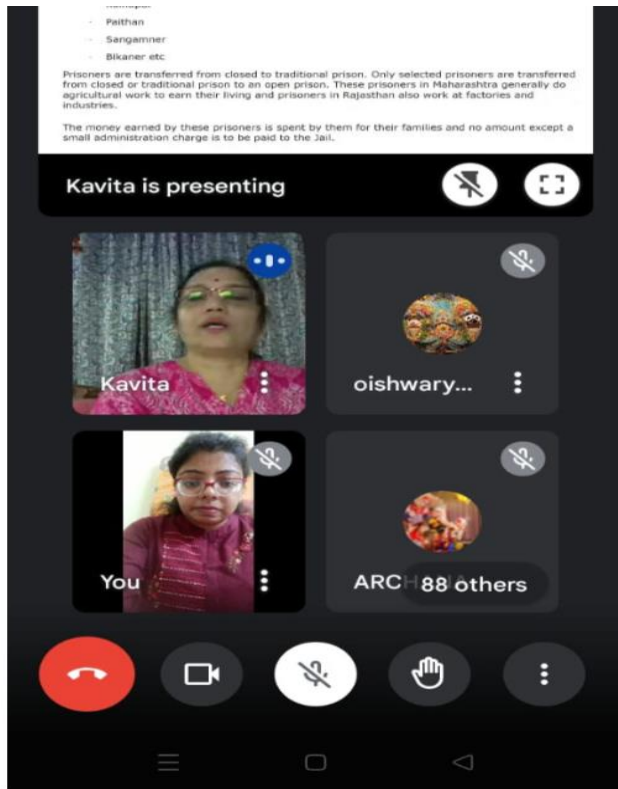 - Paithan
- Sangamner
- Bikaner etc
Prisoners are transferred from closed to traditional prison. Only selected prisoners are transferred
from closed or traditional prison to an open prison. These prisoners in Maharashtra generally do
agricultural work to earn their living and prisoners in Rajasthan also work at factories and
industries.
The money earned by these prisoners is spent by them for their families and no amount except a
small administration charge is to be paid to the Jail.
Kavita is presenting
Kavita
oishwary...
You
ARC
88 others